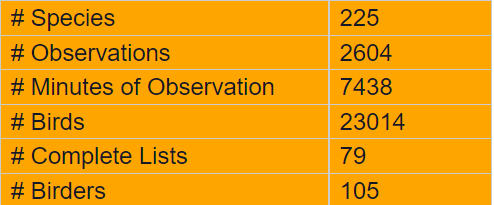 # Species 225
# Observations 2604
# Minutes of Observation 7438
# Birds 23014
# Complete Lists 79
# Birders 105